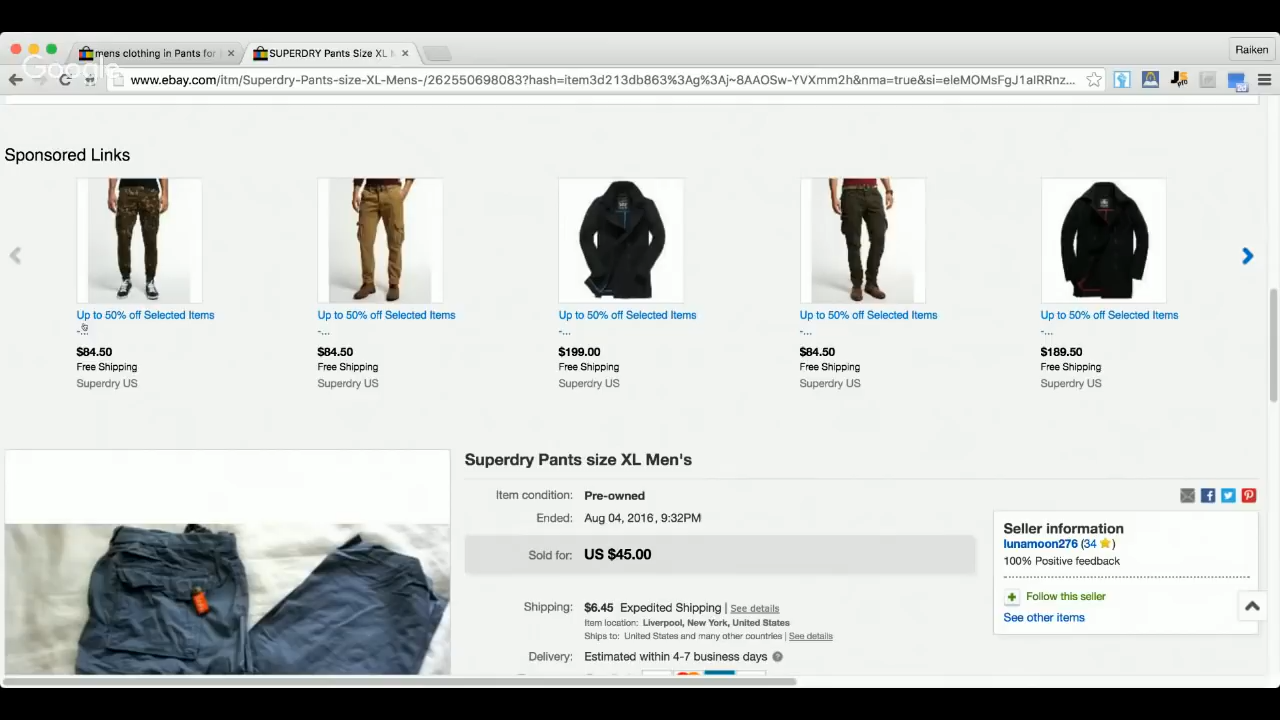 mens clothing in Pants for
SUPERDRY Pants Size XL
Raiken
Google
www.ebay.com/itm/Superdry-Pants-size-XL-Mens-/262550698083?hash=item3d213db863%3Ag%3Aj~8AAOSw-YVXmm2h&nma=true&si=eleMOMsFgJ1aIRRnz...
Sponsored Links
Up to 50% off Selected Items
-...
$84.50
Free Shipping
Superdry US
Up to 50% off Selected Items
-...
$84.50
Free Shipping
Superdry US
Up to 50% off Selected Items
-...
$199.00
Free Shipping
Superdry US
Up to 50% off Selected Items
-...
$84.50
Free Shipping
Superdry US
Up to 50% off Selected Items
-...
$189.50
Free Shipping
Superdry US
Superdry Pants size XL Men's
Item condition: Pre-owned
Ended: Aug 04, 2016 , 9:32PM
Sold for: US $45.00
Shipping: $6.45 Expedited Shipping | See details
Item location: Liverpool, New York, United States
Ships to: United States and many other countries | See details
Delivery: Estimated within 4-7 business days
Seller information
lunamoon276 (34)
100% Positive feedback
Follow this seller
See other items